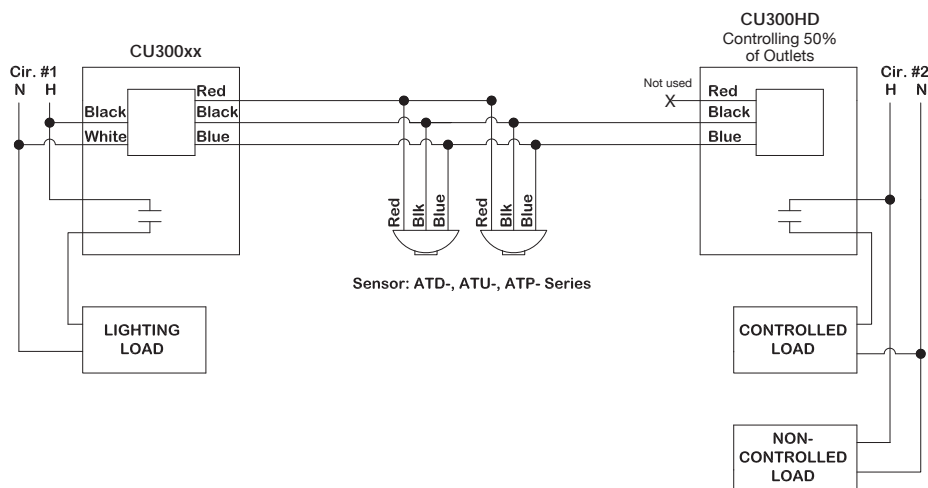 CU300HD
Controlling 50%
of Outlets
CU300xx
Cir. #1
N H
Cir. #2
H N
Red
Black
Black
White
Blue
Not used
X
Red
Black
Blue
Red
Blk
Blue
Red
Blk
Blue
Sensor: ATD-, ATU-, ATP- Series
LIGHTING
LOAD
CONTROLLED
LOAD
NON-
CONTROLLED
LOAD